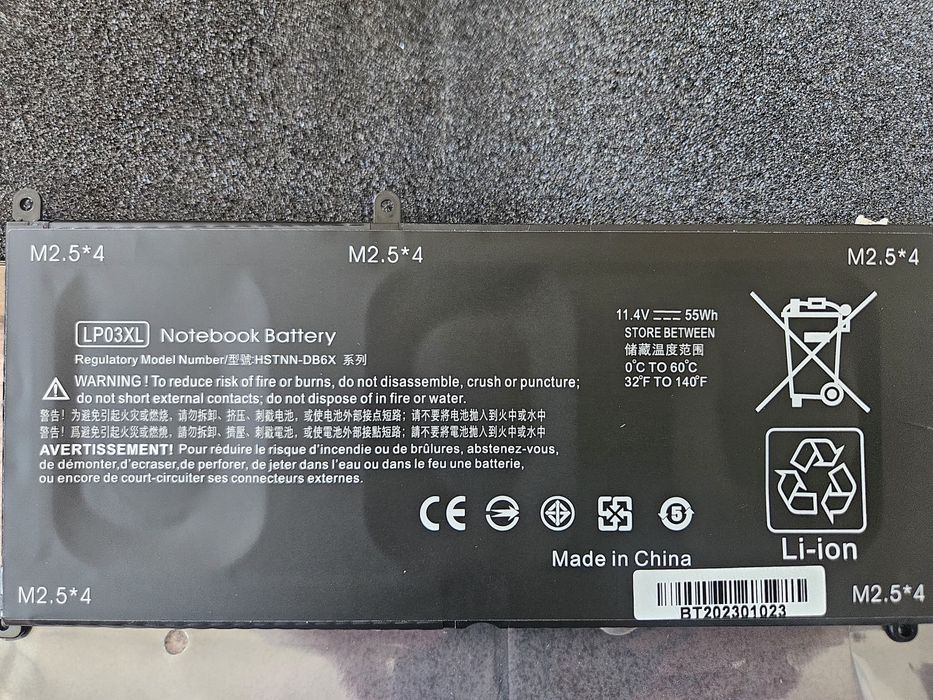 M2.5*4 M2.5*4 M2.5*4
LP03XL Notebook Battery
Regulatory Model Number/型號:HSTNN-DB6X 系列
WARNING ! To reduce risk of fire or burns, do not disassemble, crush or puncture;
do not short external contacts; do not dispose of in fire or water.
警告！为避免引起火灾或燃烧，请勿拆卸、挤压、刺戳电池，或使电池外部接点短路；请不要将电池抛入到火中或水中
警告！爲避免引起火災或燃燒，請勿拆卸、擠壓、刺戳電池，或使電池外部接點短路；請不要將電池抛入到火中或水中
AVERTISSEMENT! Pour réduire le risque d'incendie ou de brûlures, abstenez-vous,
de démonter,d'ecraser,de perforer, de jeter dans l'eau ou dans le feu une batterie,
ou encore de court-circuiter ses connecteurs externes.
11.4V 55Wh
STORE BETWEEN
储藏温度范围
0°C TO 60°C
32°F TO 140°F
CE 5
Li-ion
Made in China
BT202301023
M2.5*4 M2.5*4